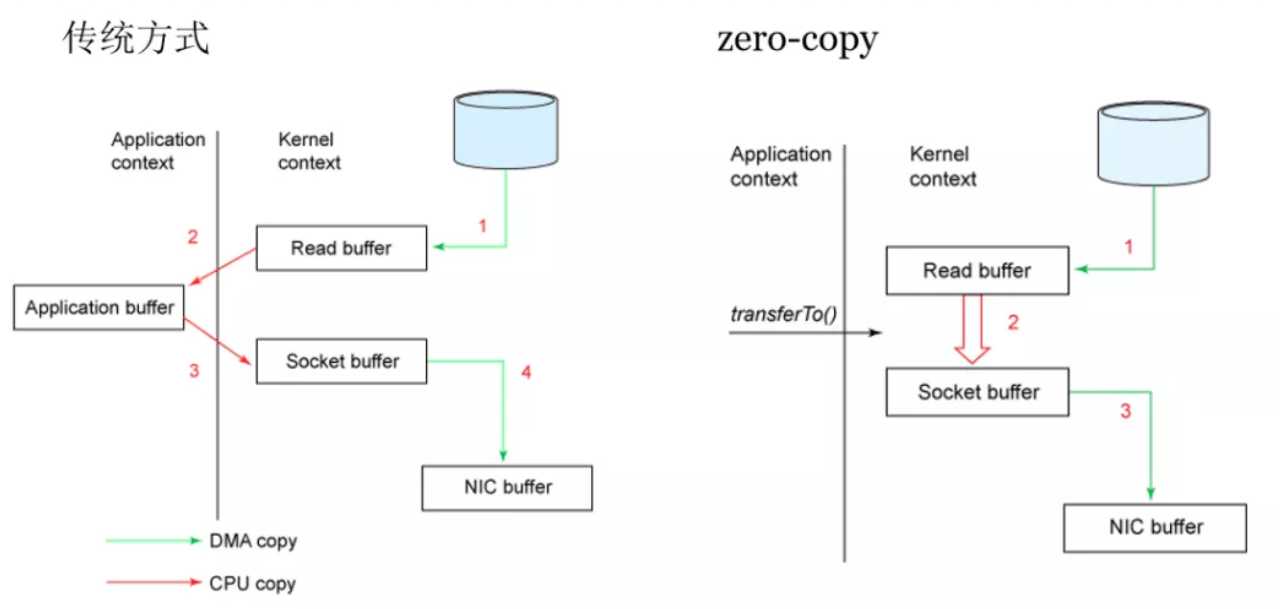 传统方式
Application
context
Kernel
context
1
2
Read buffer
Application buffer
3
Socket buffer
4
NIC buffer
DMA copy
CPU copy
zero-copy
Application
context
Kernel
context
1
Read buffer
transferTo()
2
Socket buffer
3
NIC buffer